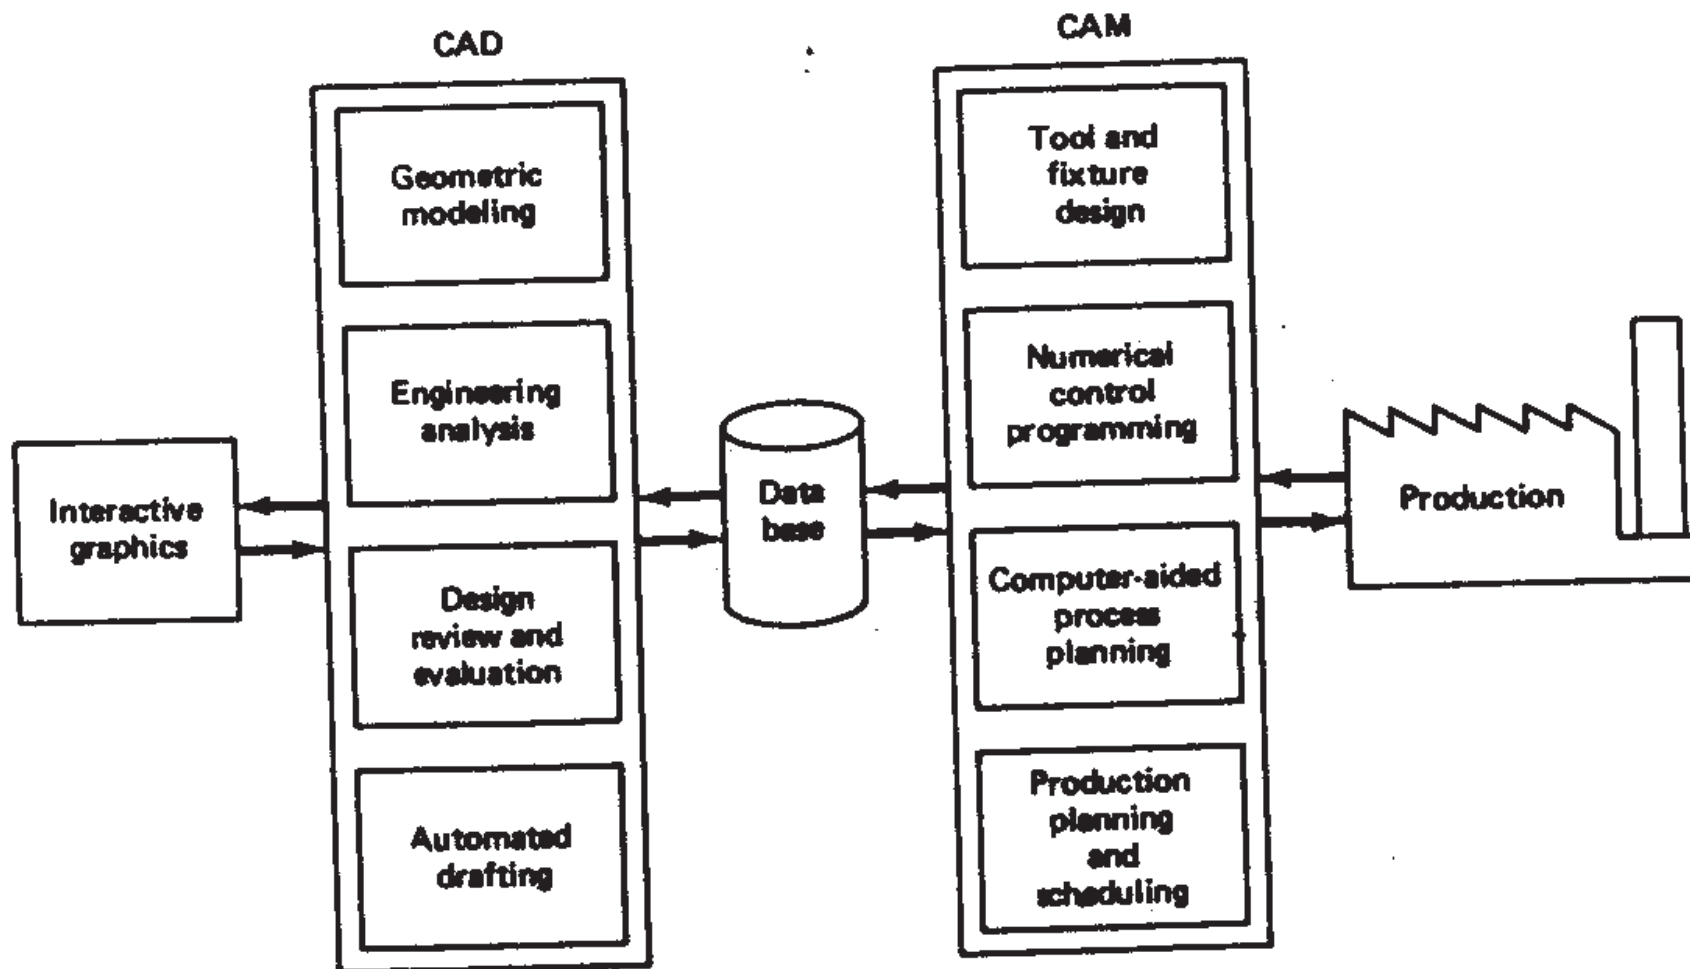 CAD
Geometric
modeling
Engineering
analysis
Design
review and
evaluation
Automated
drafting
Interactive
graphics
Data
base
CAM
Tool and
fixture
design
Numerical
control
programming
Computer-aided
process
planning
Production
planning
and
scheduling
Production